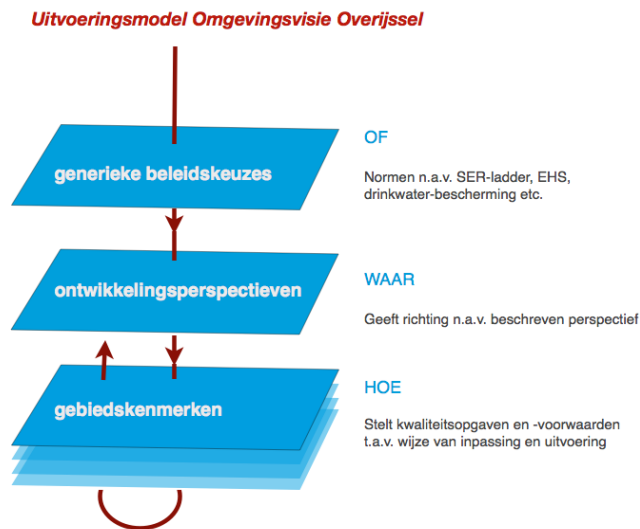 Uitvoeringsmodel Omgevingsvisie Overijssel
generieke beleidskeuzes
OF
Normen n.a.v. SER-ladder, EHS,
drinkwater-bescherming etc.
ontwikkelingsperspectieven
WAAR
Geeft richting n.a.v. beschreven perspectief
gebiedskenmerken
HOE
Stelt kwaliteitsopgaven en -voorwaarden
t.a.v. wijze van inpassing en uitvoering